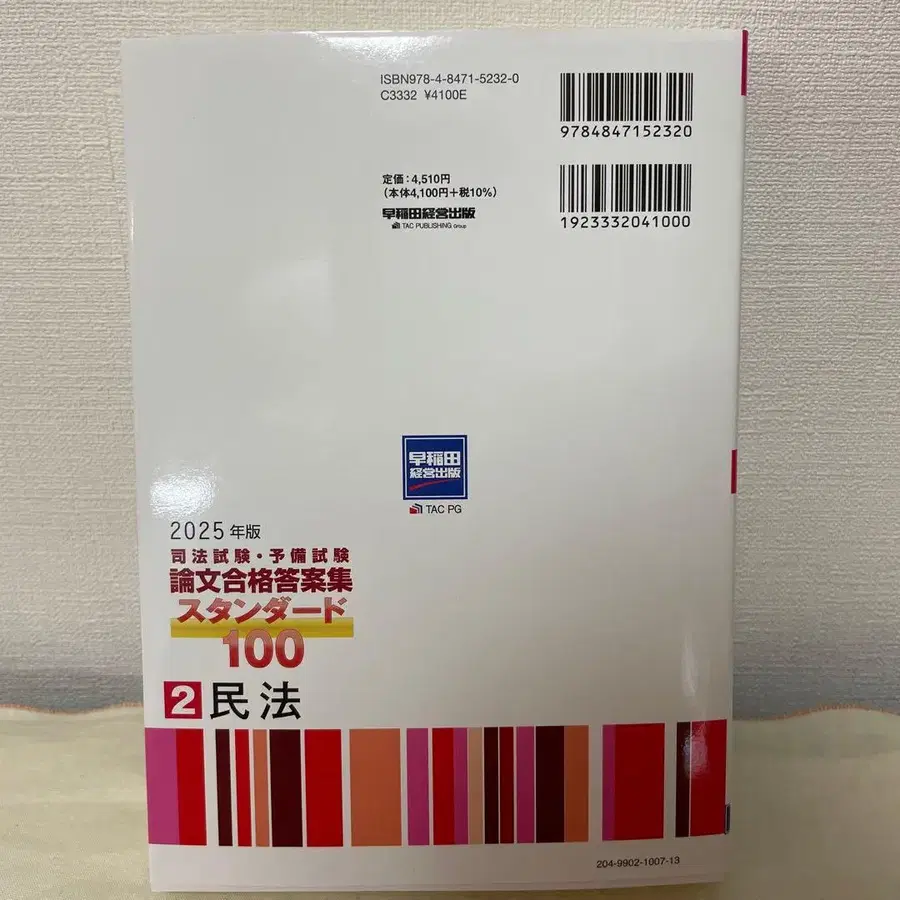 ISBN978-4-8471-5232-0
C3332 ¥4100E
9784847152320
定価:4,510円
(本体4,100円+税10%)
早稲田経営出版
TAC PUBLISHING Group
1923332041000
早稲田
経営出版
TAC PG
2025年版
司法試験・予備試験
論文合格答案集
スタンダード
100
2 民法
204-9902-1007-13